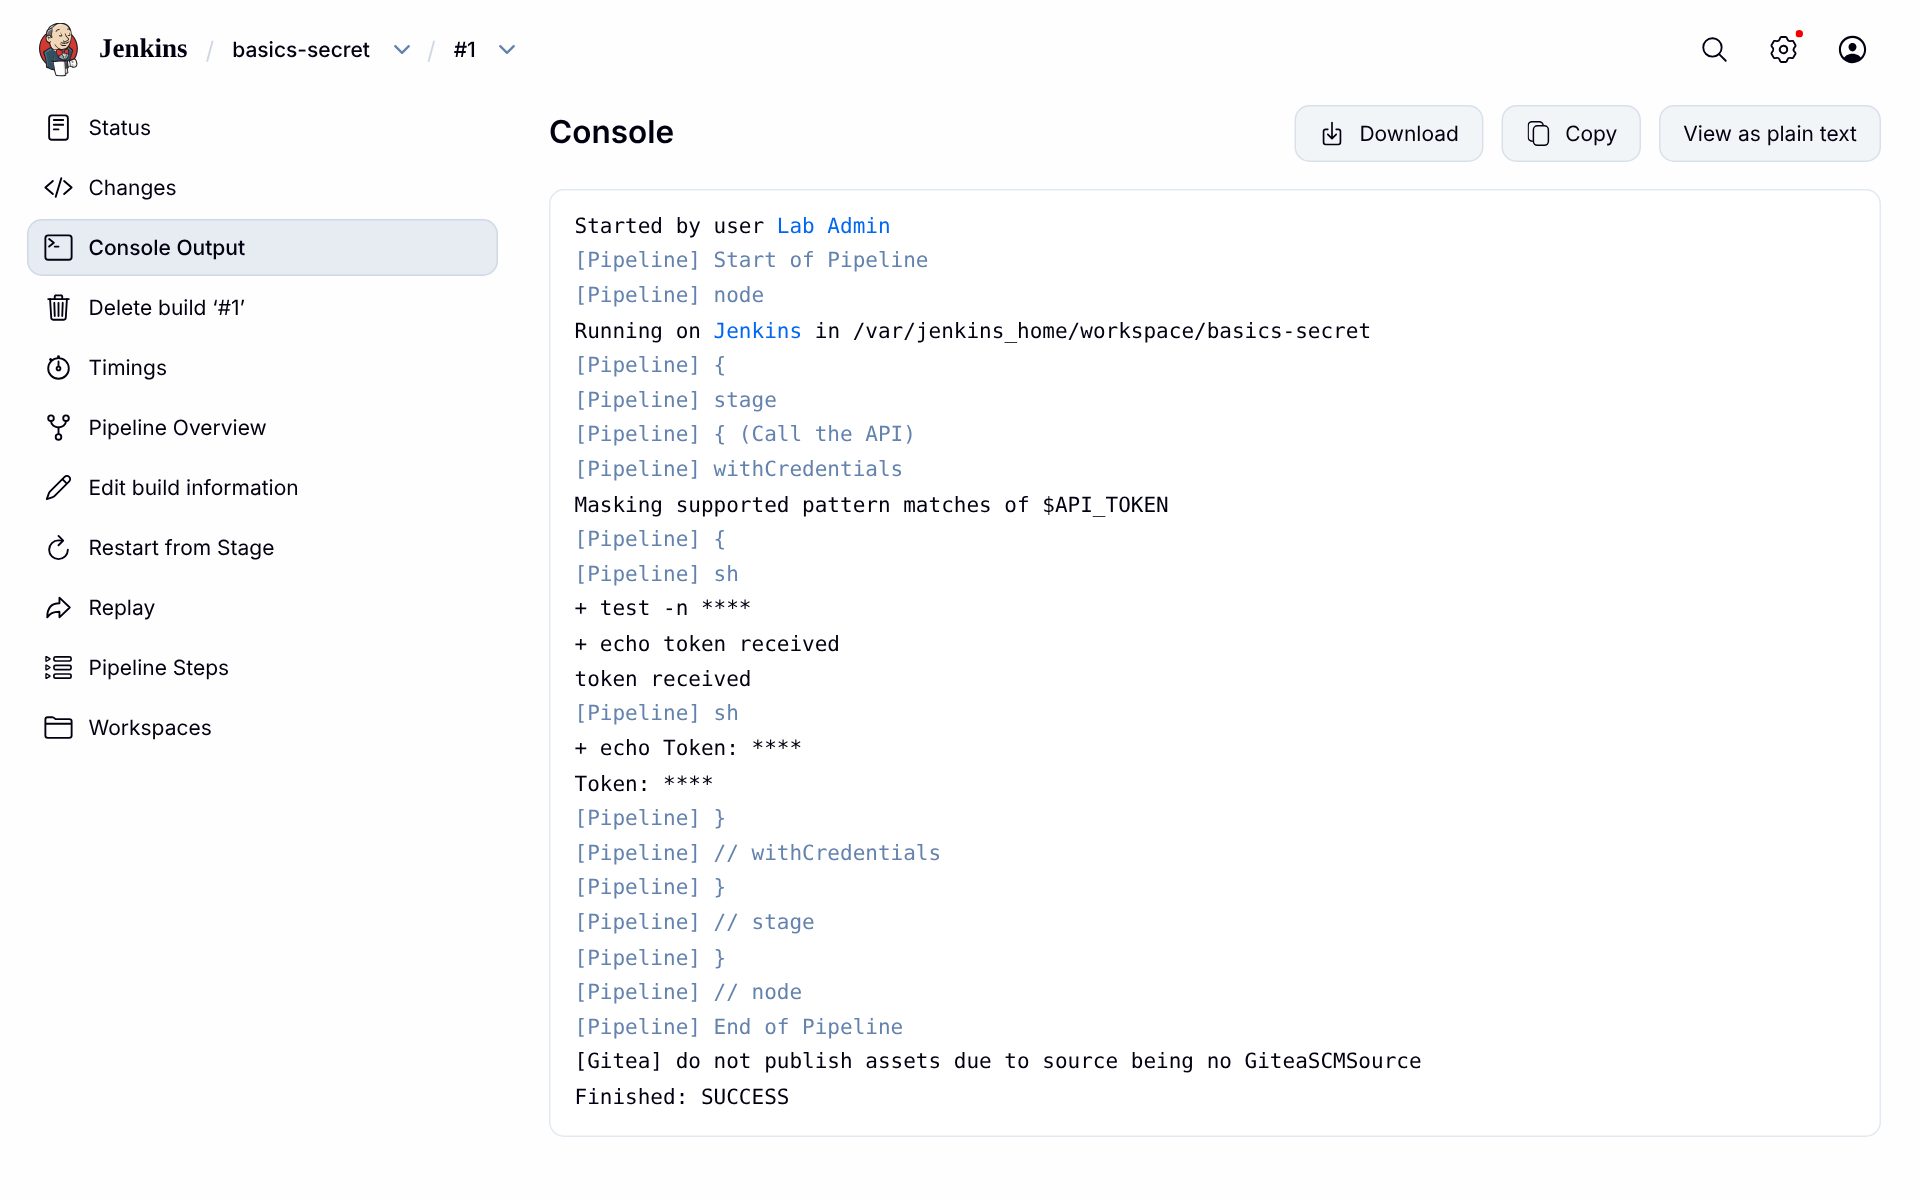 Jenkins / basics-secret / #1
Status
Changes
Console Output
Delete build ‘#1’
Timings
Pipeline Overview
Edit build information
Restart from Stage
Replay
Pipeline Steps
Workspaces
Console
Download
Copy
View as plain text
Started by user Lab Admin
[Pipeline] Start of Pipeline
[Pipeline] node
Running on Jenkins in /var/jenkins_home/workspace/basics-secret
[Pipeline] {
[Pipeline] stage
[Pipeline] { (Call the API)
[Pipeline] withCredentials
Masking supported pattern matches of $API_TOKEN
[Pipeline] {
[Pipeline] sh
+ test -n ****
+ echo token received
token received
[Pipeline] sh
+ echo Token: ****
Token: ****
[Pipeline] }
[Pipeline] // withCredentials
[Pipeline] }
[Pipeline] // stage
[Pipeline] }
[Pipeline] // node
[Pipeline] End of Pipeline
[Gitea] do not publish assets due to source being no GiteaSCMSource
Finished: SUCCESS